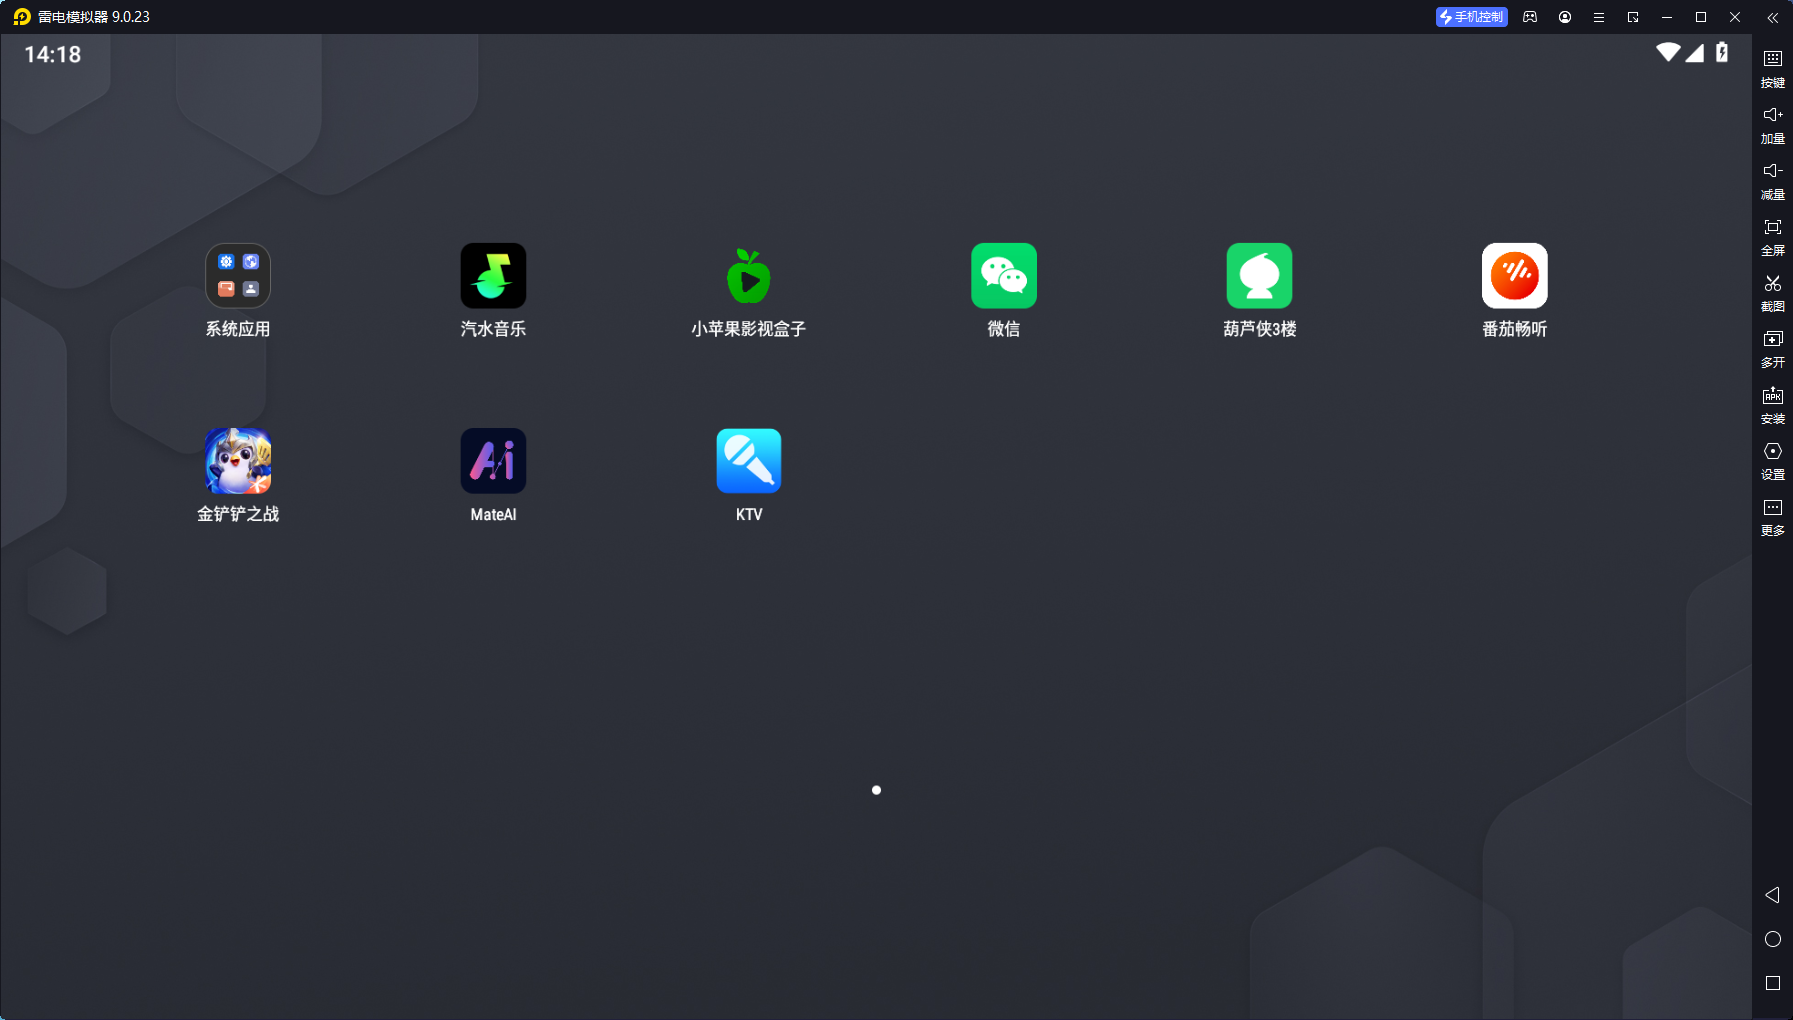 雷电模拟器 9.0.23
手机控制
14:18
按键
加量
减量
全屏
截图
多开
APK
安装
设置
更多
系统应用
汽水音乐
小苹果影视盒子
微信
葫芦侠3楼
番茄畅听
金铲铲之战
Ai
MateAI
KTV